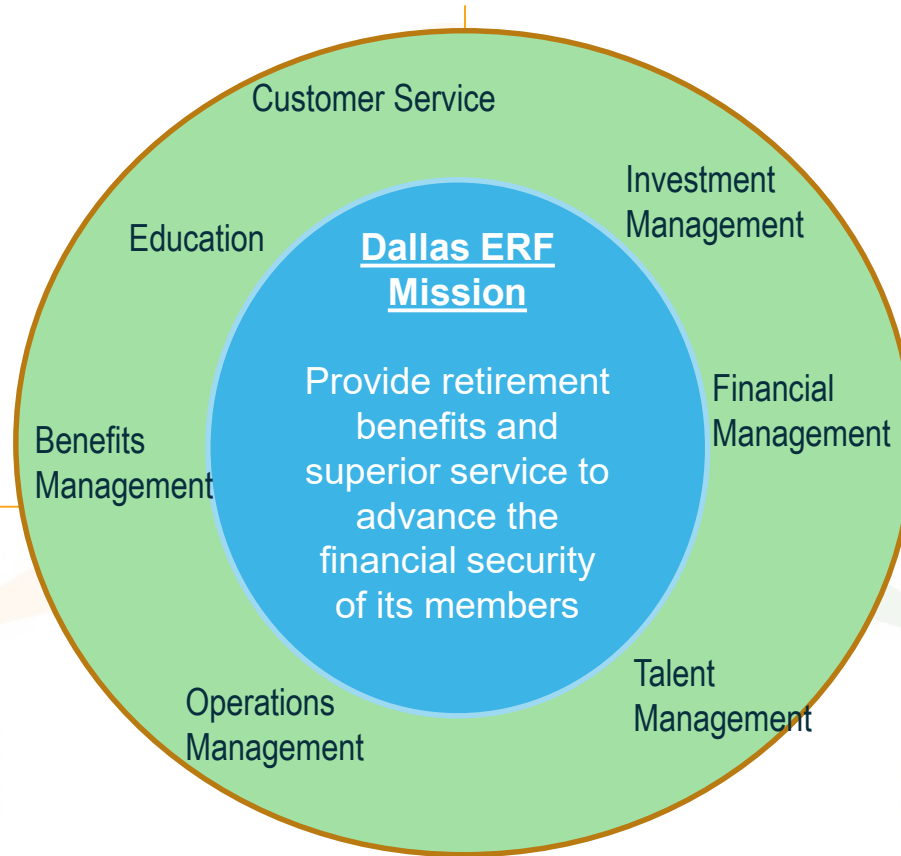 Customer Service
Investment
Management
Education
Dallas ERF
Mission
Provide retirement
benefits and
superior service to
advance the
financial security
of its members
Financial
Management
Benefits
Management
Talent
Management
Operations
Management